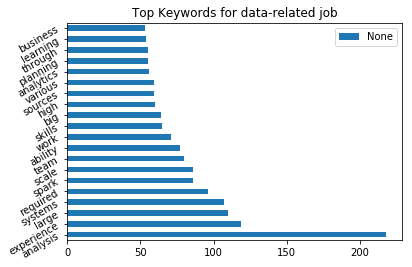 Top Keywords for data-related job
None
business
learning
through
planning
analytics
various
sources
high
big
skills
work
ability
team
scale
spark
required
systems
large
experience
analysis
0 50 100 150 200